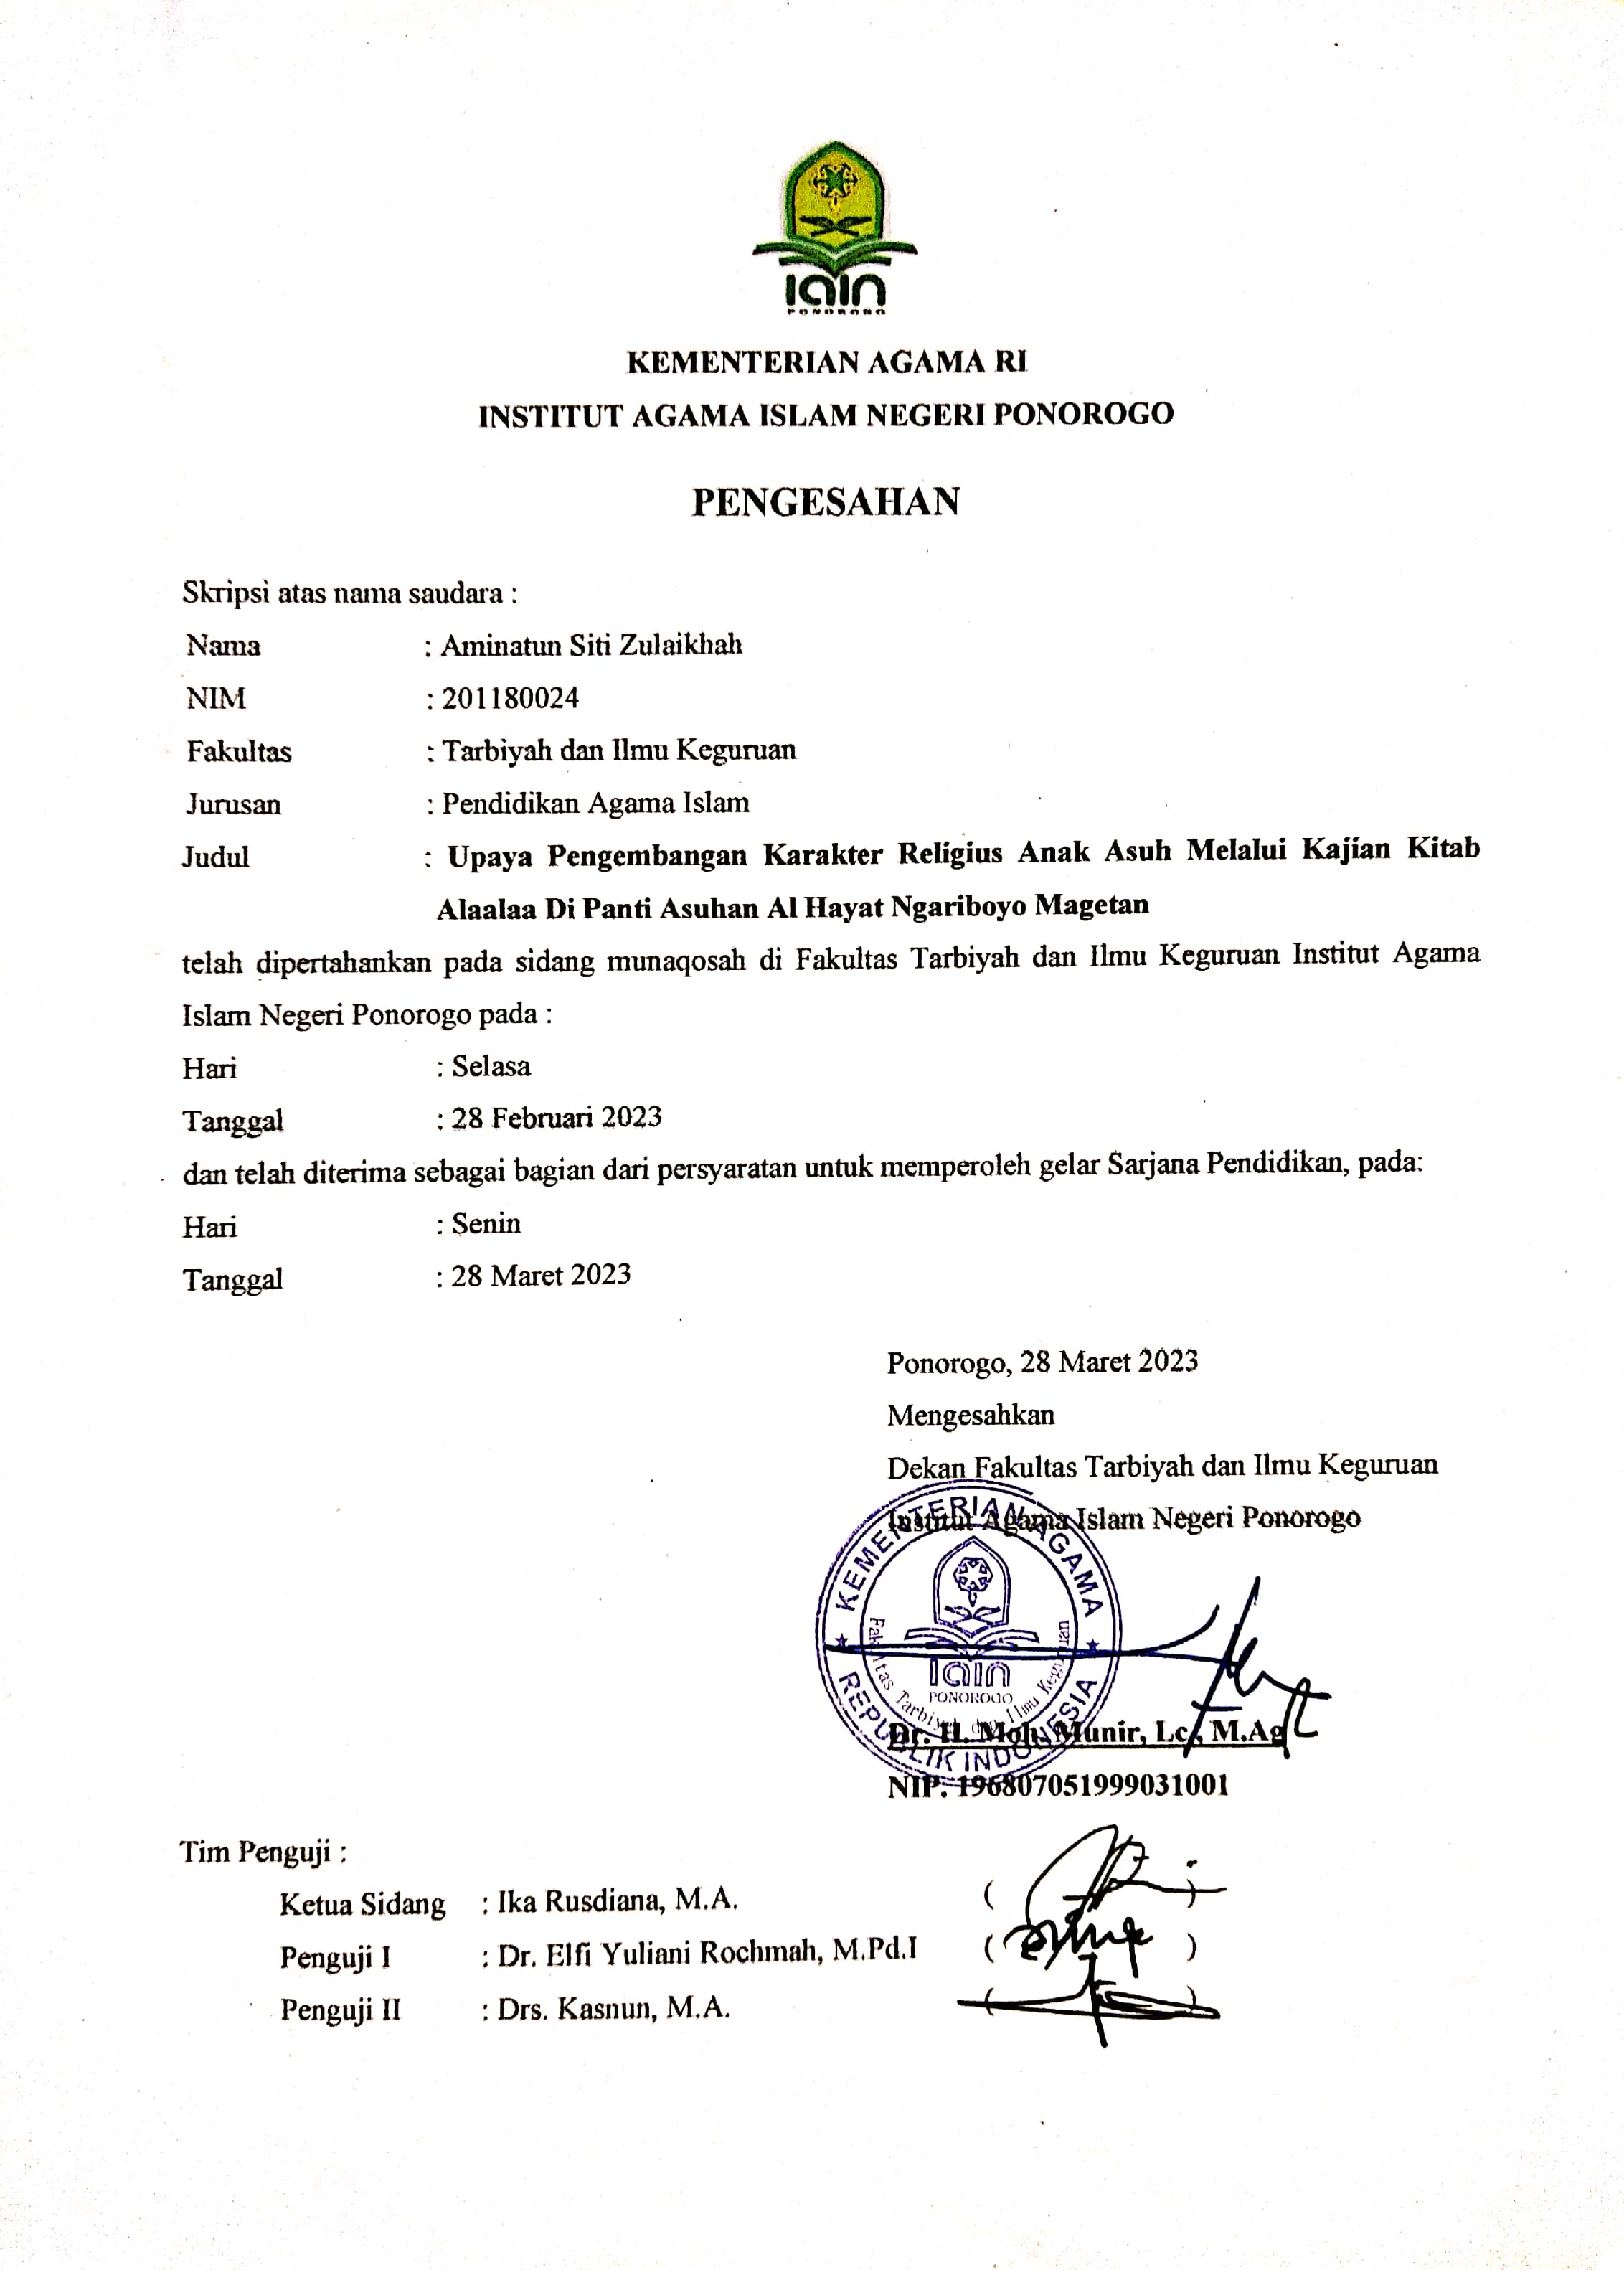 iain
PONOROGO
KEMENTERIAN AGAMA RI
INSTITUT AGAMA ISLAM NEGERI PONOROGO
PENGESAHAN
Skripsi atas nama saudara :
Nama : Aminatun Siti Zulaikhah
NIM : 201180024
Fakultas : Tarbiyah dan Ilmu Keguruan
Jurusan : Pendidikan Agama Islam
Judul : Upaya Pengembangan Karakter Religius Anak Asuh Melalui Kajian Kitab
Alaalaa Di Panti Asuhan Al Hayat Ngariboyo Magetan
telah dipertahankan pada sidang munaqosah di Fakultas Tarbiyah dan Ilmu Keguruan Institut Agama
Islam Negeri Ponorogo pada :
Hari : Selasa
Tanggal : 28 Februari 2023
dan telah diterima sebagai bagian dari persyaratan untuk memperoleh gelar Sarjana Pendidikan, pada:
Hari : Senin
Tanggal : 28 Maret 2023
Ponorogo, 28 Maret 2023
Mengesahkan
Dekan Fakultas Tarbiyah dan Ilmu Keguruan
Institut Agama Islam Negeri Ponorogo
KEMENTERIAN AGAMA
REPUBLIK INDONESIA
Fakultas Tarbiyah dan Ilmu Keguruan
iain
PONOROGO
Dr. H. Moh. Munir, Lc., M.Ag
NIP. 196807051999031001
Tim Penguji :
Ketua Sidang : Ika Rusdiana, M.A. ( )
Penguji I : Dr. Elfi Yuliani Rochmah, M.Pd.I ( )
Penguji II : Drs. Kasnun, M.A. ( )